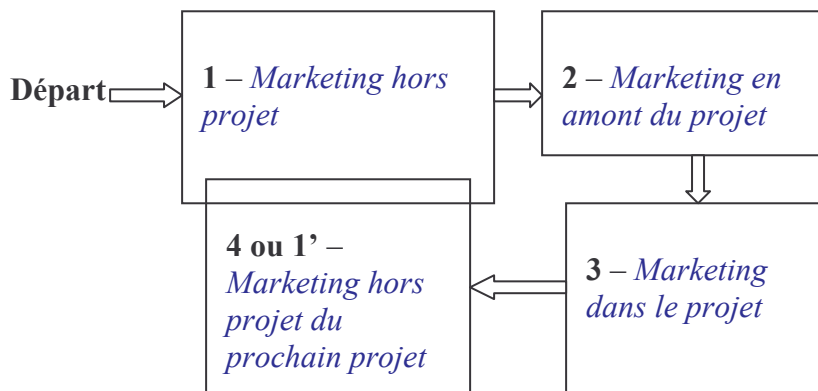 Départ
1 – Marketing hors
projet
2 – Marketing en
amont du projet
4 ou 1’ –
Marketing hors
projet du
prochain projet
3 – Marketing
dans le projet